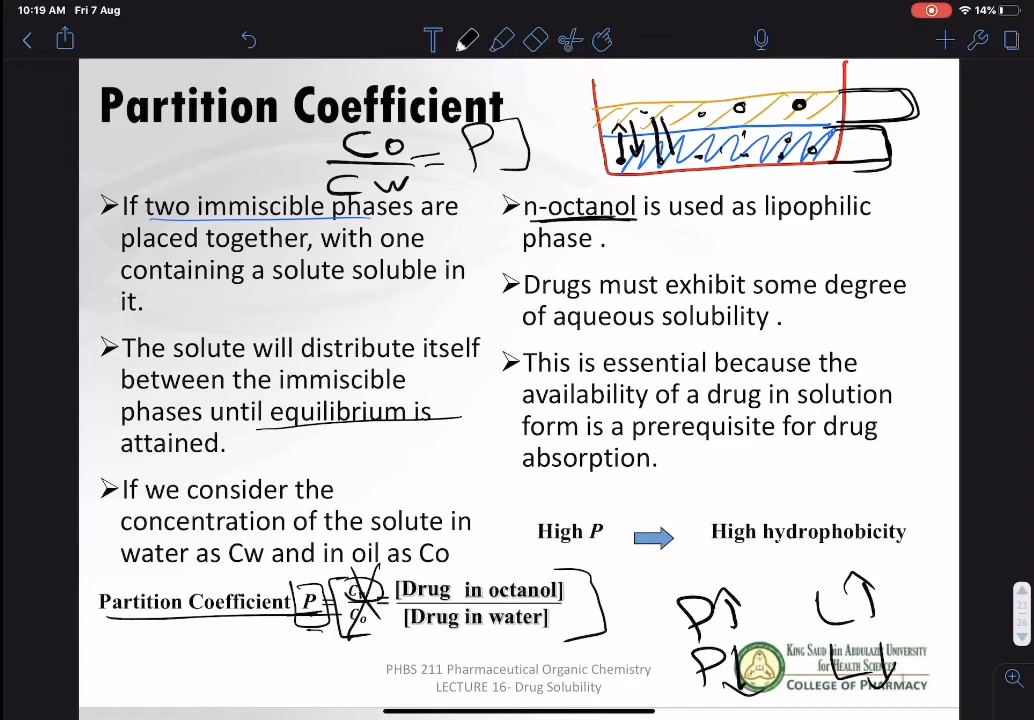 10:19 AM Fri 7 Aug
14%
Partition Coefficient
Co
Cw
= P
➢If two immiscible phases are
placed together, with one
containing a solute soluble in
it.
➢The solute will distribute itself
between the immiscible
phases until equilibrium is
attained.
➢If we consider the
concentration of the solute in
water as Cw and in oil as Co
Partition Coefficient P = = [Drug in octanol]
Co [Drug in water]
➢n-octanol is used as lipophilic
phase .
➢Drugs must exhibit some degree
of aqueous solubility .
➢This is essential because the
availability of a drug in solution
form is a prerequisite for drug
absorption.
High P
High hydrophobicity
P↑ L↑
P↓ L↓
KING SAUD bin ABDULAZIZ UNIVERSITY
for HEALTH SCIENCES
COLLEGE OF PHARMACY
PHBS 211 Pharmaceutical Organic Chemistry
LECTURE 16- Drug Solubility
23
26